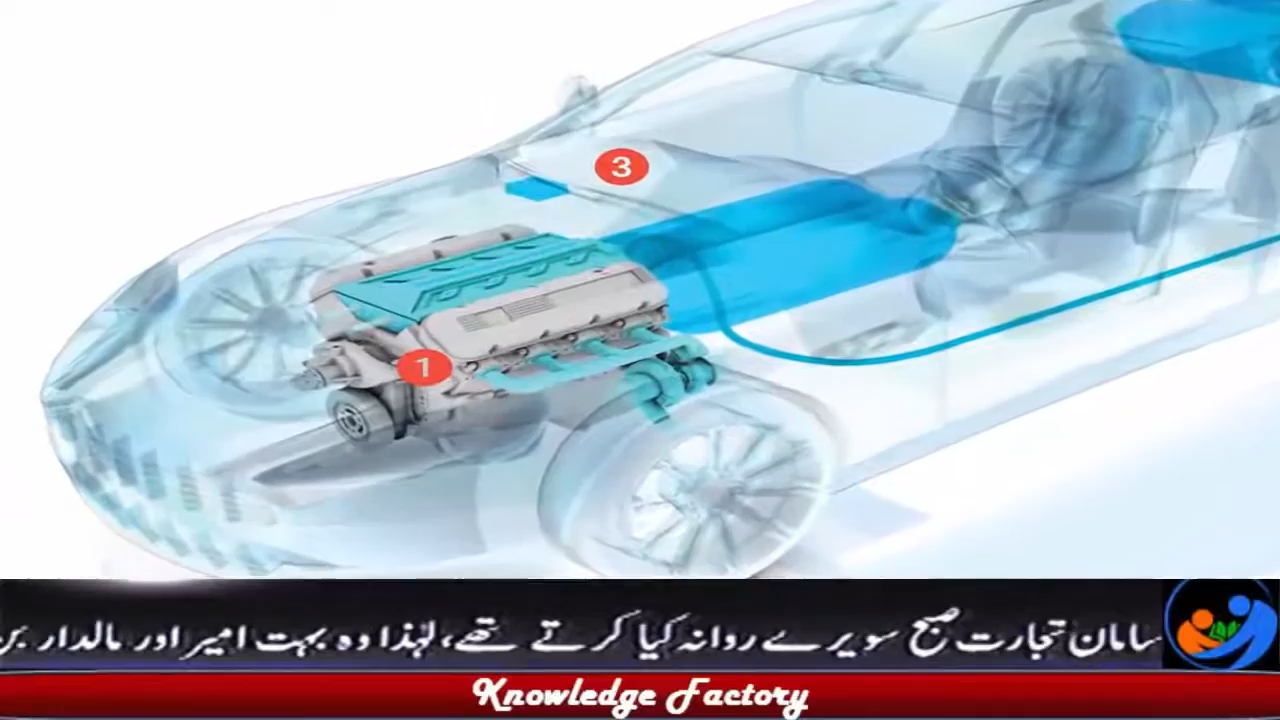 3
1
سامان تجارت صبح سویرے روانہ کیا کرتے تھے، لہٰذا وہ بہت امیر اور مالدار
Knowledge Factory